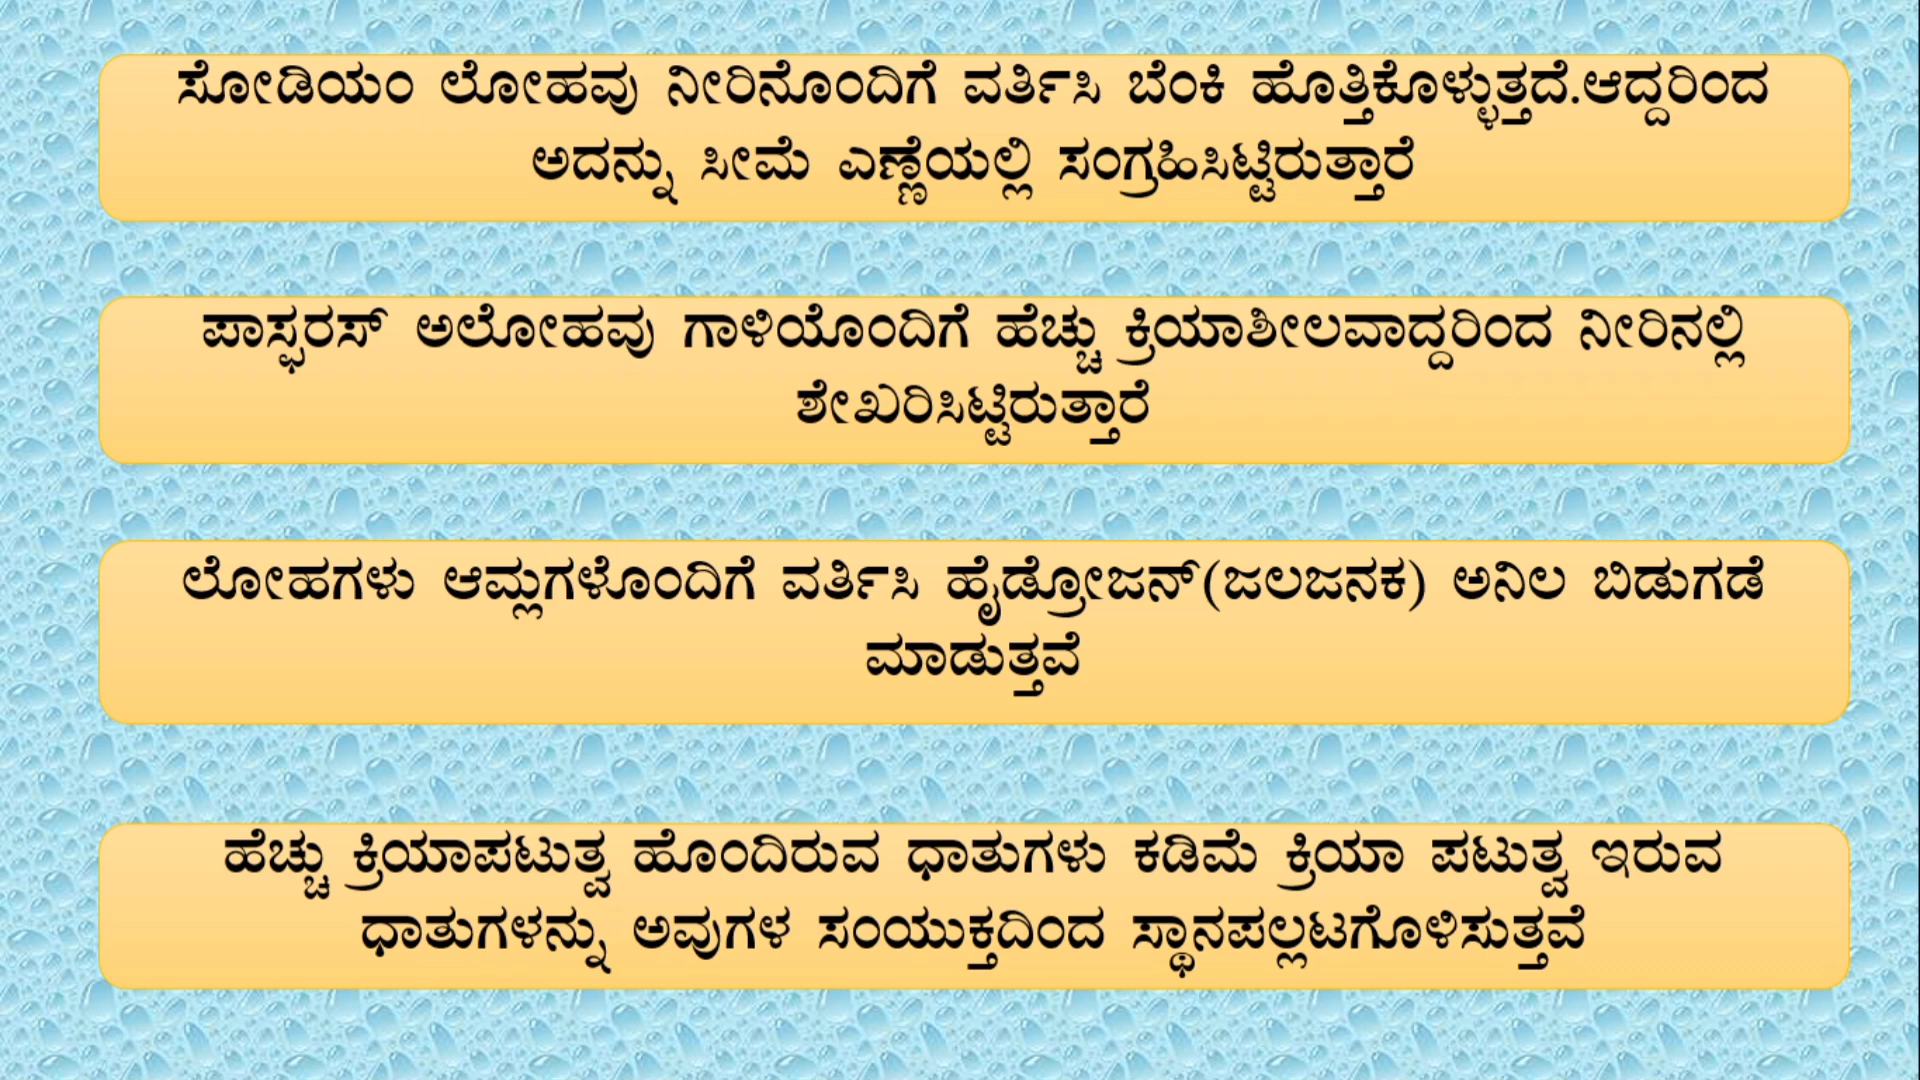 ಸೋಡಿಯಂ ಲೋಹವು ನೀರಿನೊಂದಿಗೆ ವರ್ತಿಸಿ ಬೆಂಕಿ ಹೊತ್ತಿಕೊಳ್ಳುತ್ತದೆ.ಆದ್ದರಿಂದ
ಅದನ್ನು ಸೀಮೆ ಎಣ್ಣೆಯಲ್ಲಿ ಸಂಗ್ರಹಿಸಿಟ್ಟಿರುತ್ತಾರೆ
ಪಾಸ್ಫರಸ್ ಅಲೋಹವು ಗಾಳಿಯೊಂದಿಗೆ ಹೆಚ್ಚು ಕ್ರಿಯಾಶೀಲವಾದ್ದರಿಂದ ನೀರಿನಲ್ಲಿ
ಶೇಖರಿಸಿಟ್ಟಿರುತ್ತಾರೆ
ಲೋಹಗಳು ಆಮ್ಲಗಳೊಂದಿಗೆ ವರ್ತಿಸಿ ಹೈಡ್ರೋಜನ್(ಜಲಜನಕ) ಅನಿಲ ಬಿಡುಗಡೆ
ಮಾಡುತ್ತವೆ
ಹೆಚ್ಚು ಕ್ರಿಯಾಪಟುತ್ವ ಹೊಂದಿರುವ ಧಾತುಗಳು ಕಡಿಮೆ ಕ್ರಿಯಾ ಪಟುತ್ವ ಇರುವ
ಧಾತುಗಳನ್ನು ಅವುಗಳ ಸಂಯುಕ್ತದಿಂದ ಸ್ಥಾನಪಲ್ಲಟಗೊಳಿಸುತ್ತವೆ